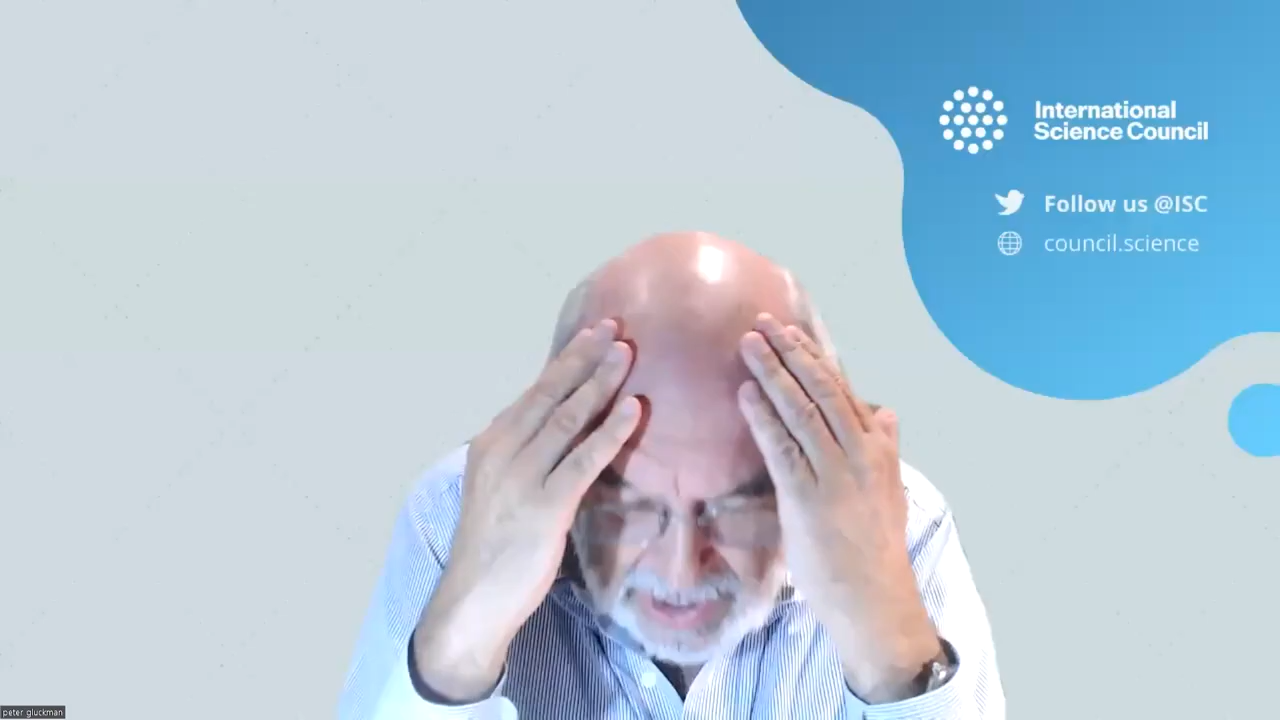 International
Science Council
Follow us @ISC
council.science
peter gluckman